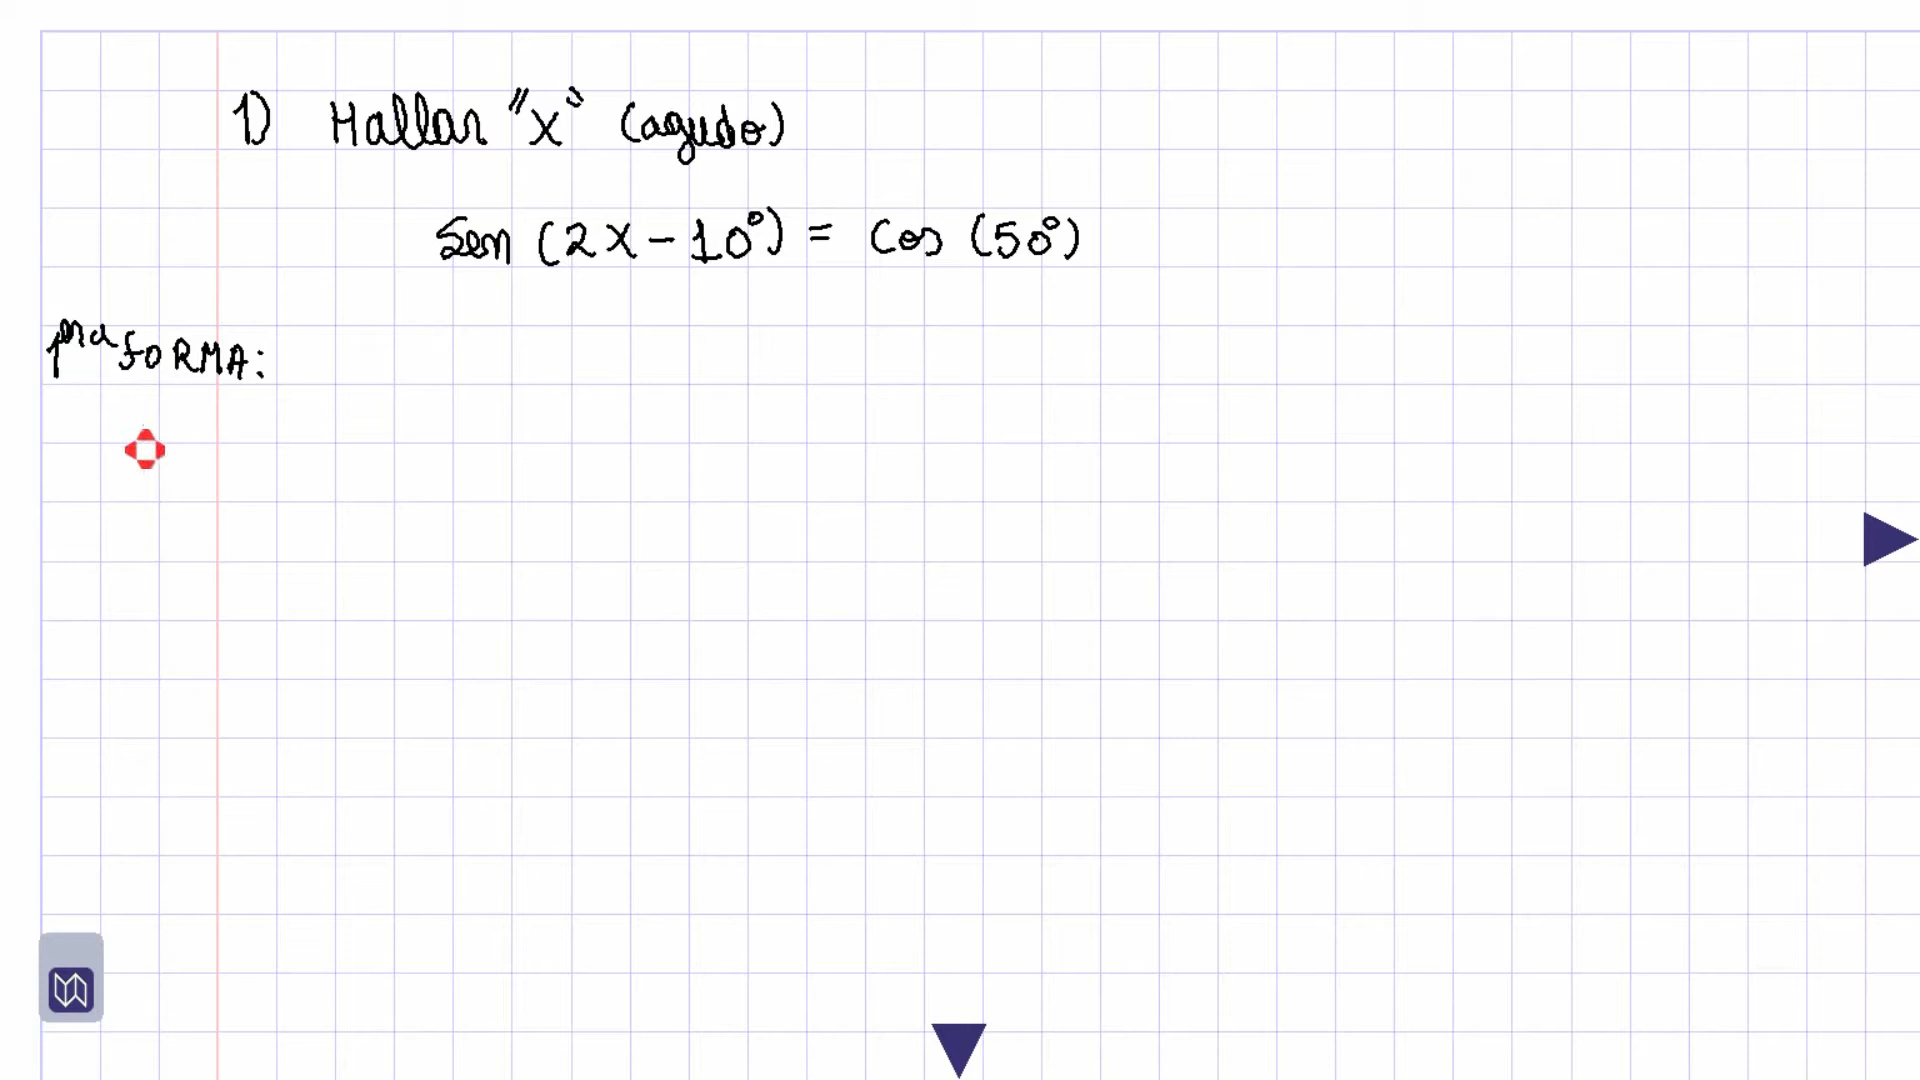 1) Hallar "x" (agudo)
Sen (2x - 10°) = Cos (50°)
1ra FORMA: